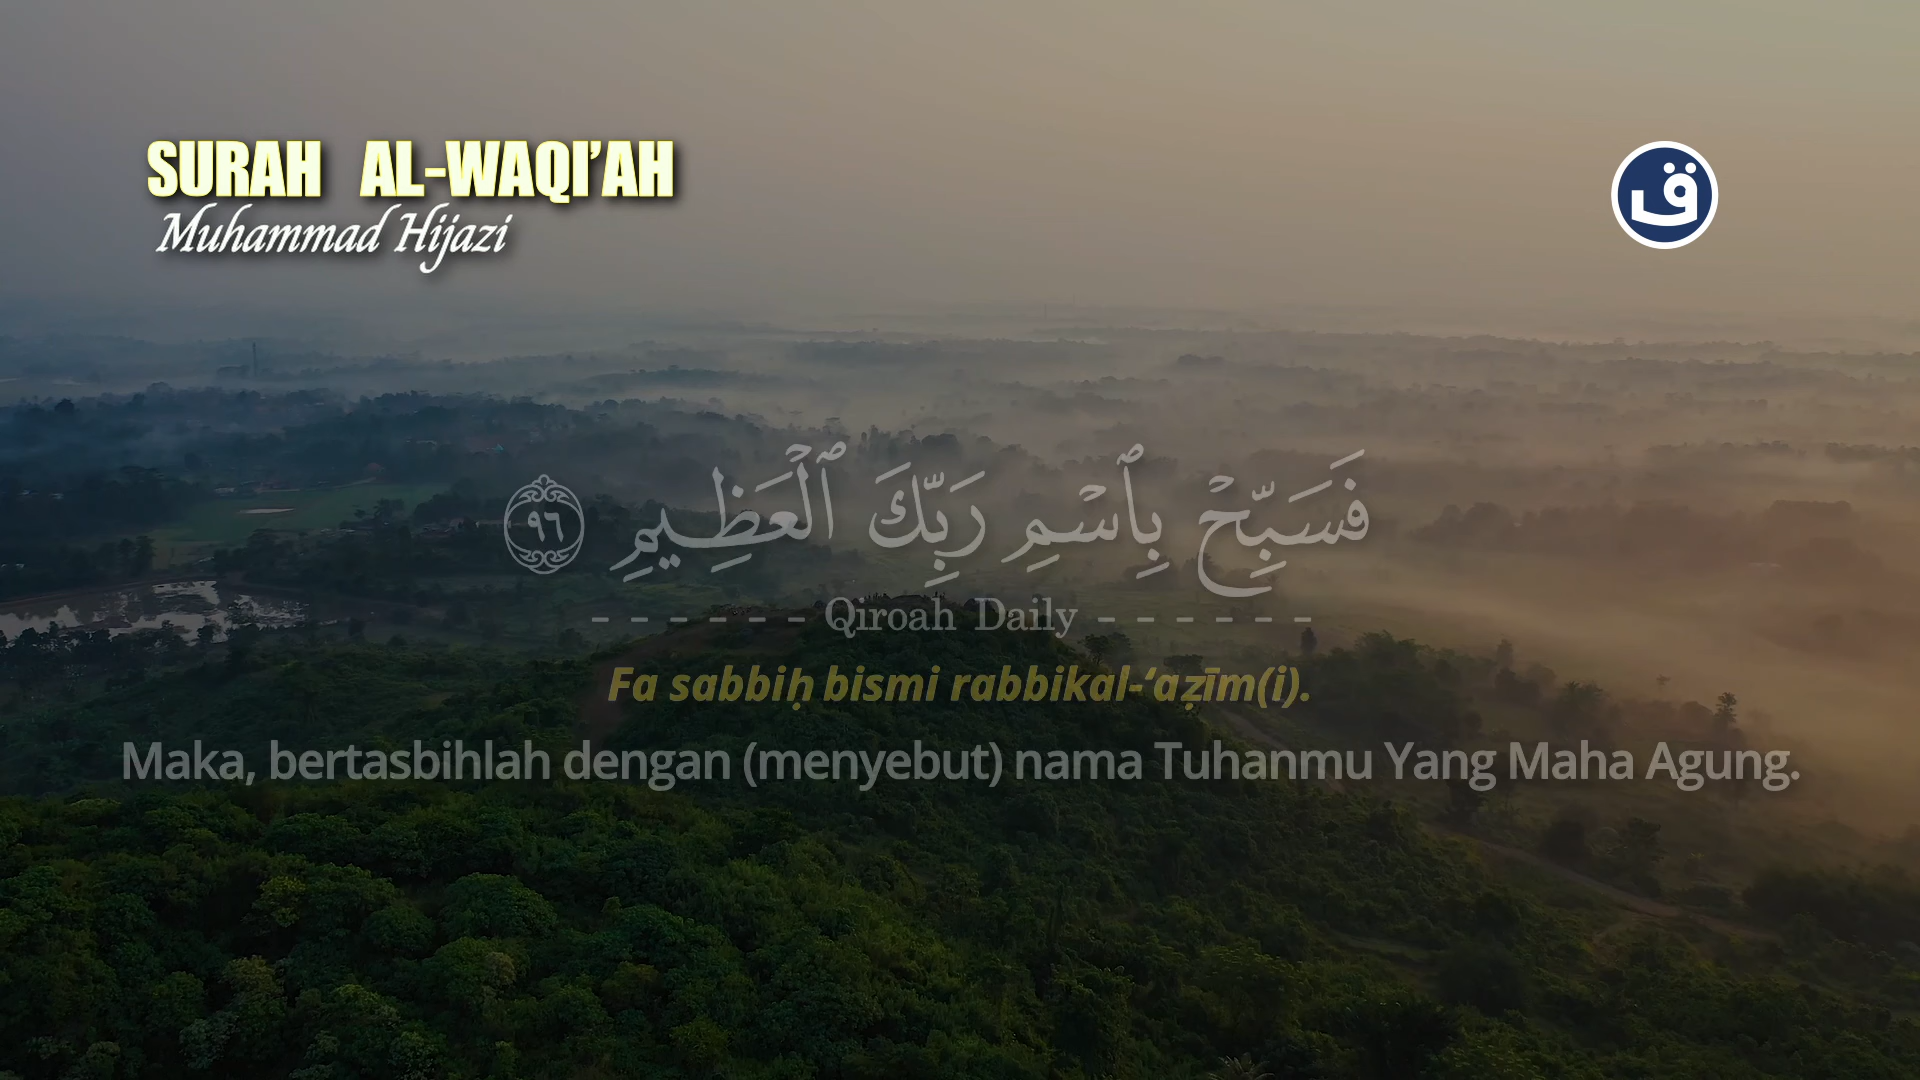 SURAH AL-WAQI’AH
Muhammad Hijazi
ق
فَسَبِّحْ بِٱسْمِ رَبِّكَ ٱلْعَظِيمِ ٩٦
- - - - - - - Qiroah Daily - - - - - - -
Fa sabbiḥ bismi rabbikal-‘aẓīm(i).
Maka, bertasbihlah dengan (menyebut) nama Tuhanmu Yang Maha Agung.